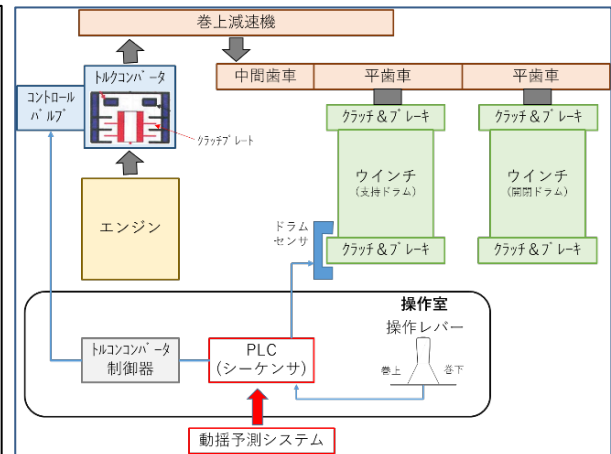 巻上減速機
トルクコンバータ
中間歯車
平歯車
平歯車
コントロール
バルブ
クラッチプレート
クラッチ&ブレーキ
クラッチ&ブレーキ
エンジン
ウインチ
(支持ドラム)
ウインチ
(開閉ドラム)
ドラム
センサ
クラッチ&ブレーキ
クラッチ&ブレーキ
操作室
操作レバー
巻上
巻下
トルコンコンバータ
制御器
PLC
(シーケンサ)
動揺予測システム